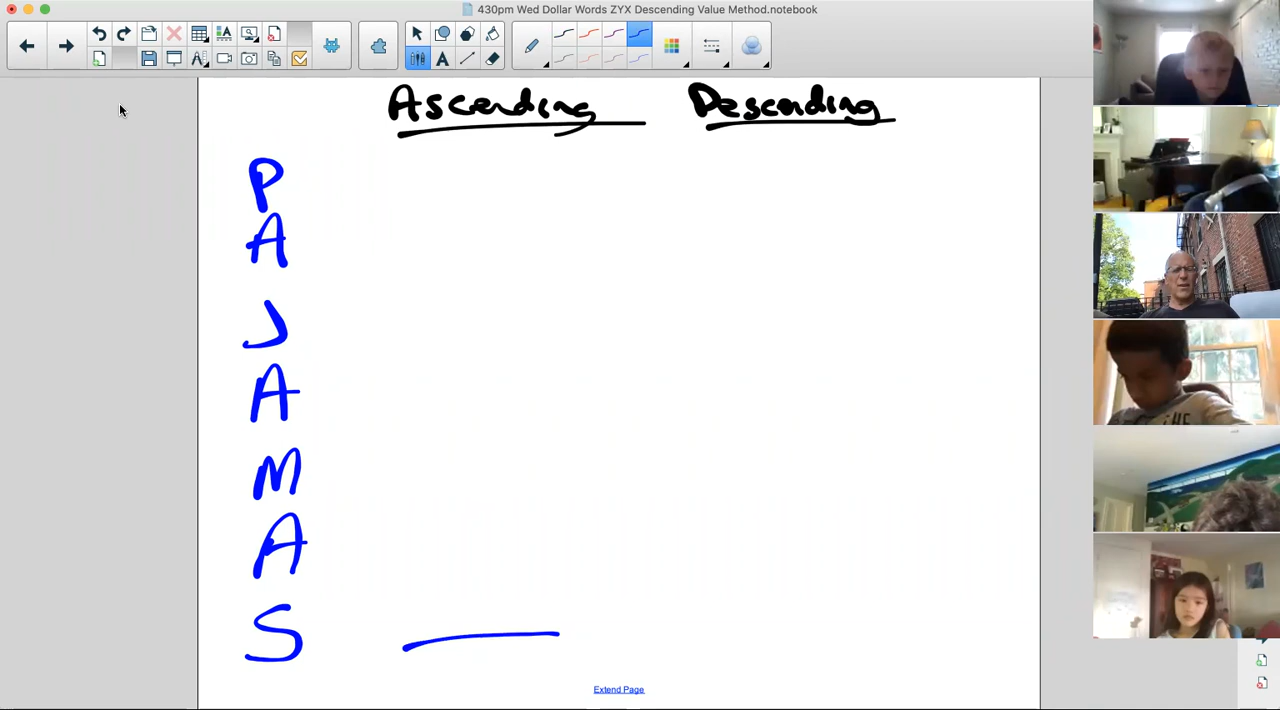 430pm Wed Dollar Words ZYX Descending Value Method.notebook
Ascending Descending
P
A
J
A
M
A
S
Extend Page